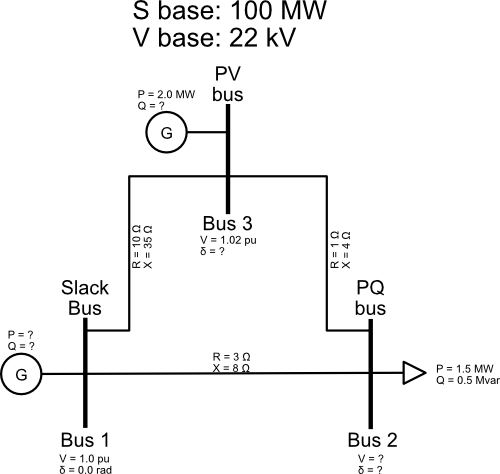 S base: 100 MW
V base: 22 kV
PV
bus
P = 2.0 MW
Q = ?
G
Bus 3
V = 1.02 pu
δ = ?
R = 10 Ω
X = 35 Ω
R = 1 Ω
X = 4 Ω
Slack
Bus
PQ
bus
P = ?
Q = ?
G
R = 3 Ω
X = 8 Ω
P = 1.5 MW
Q = 0.5 Mvar
Bus 1
V = 1.0 pu
δ = 0.0 rad
Bus 2
V = ?
δ = ?